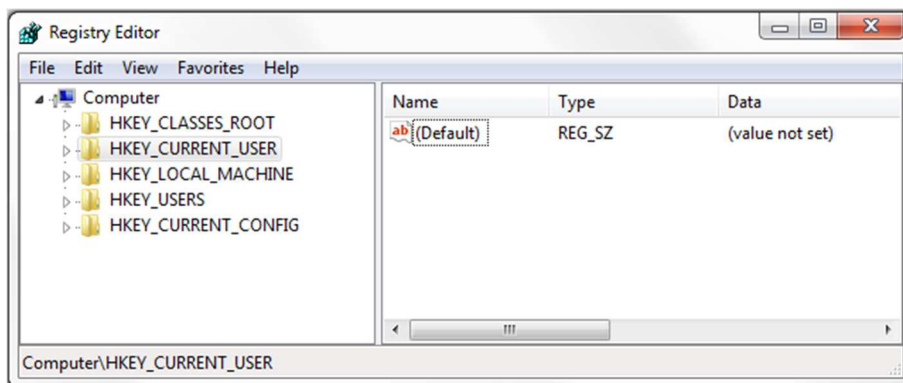 Registry Editor
File Edit View Favorites Help
Computer
HKEY_CLASSES_ROOT
HKEY_CURRENT_USER
HKEY_LOCAL_MACHINE
HKEY_USERS
HKEY_CURRENT_CONFIG
Name Type Data
ab (Default) REG_SZ (value not set)
Computer\HKEY_CURRENT_USER